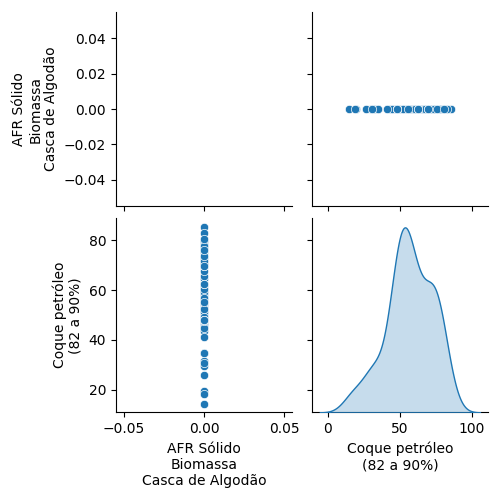 AFR Sólido
Biomassa
Casca de Algodão
0.04
0.02
0.00
−0.02
−0.04
Coque petróleo
(82 a 90%)
80
60
40
20
−0.05
0.00
0.05
AFR Sólido
Biomassa
Casca de Algodão
0
50
100
Coque petróleo
(82 a 90%)